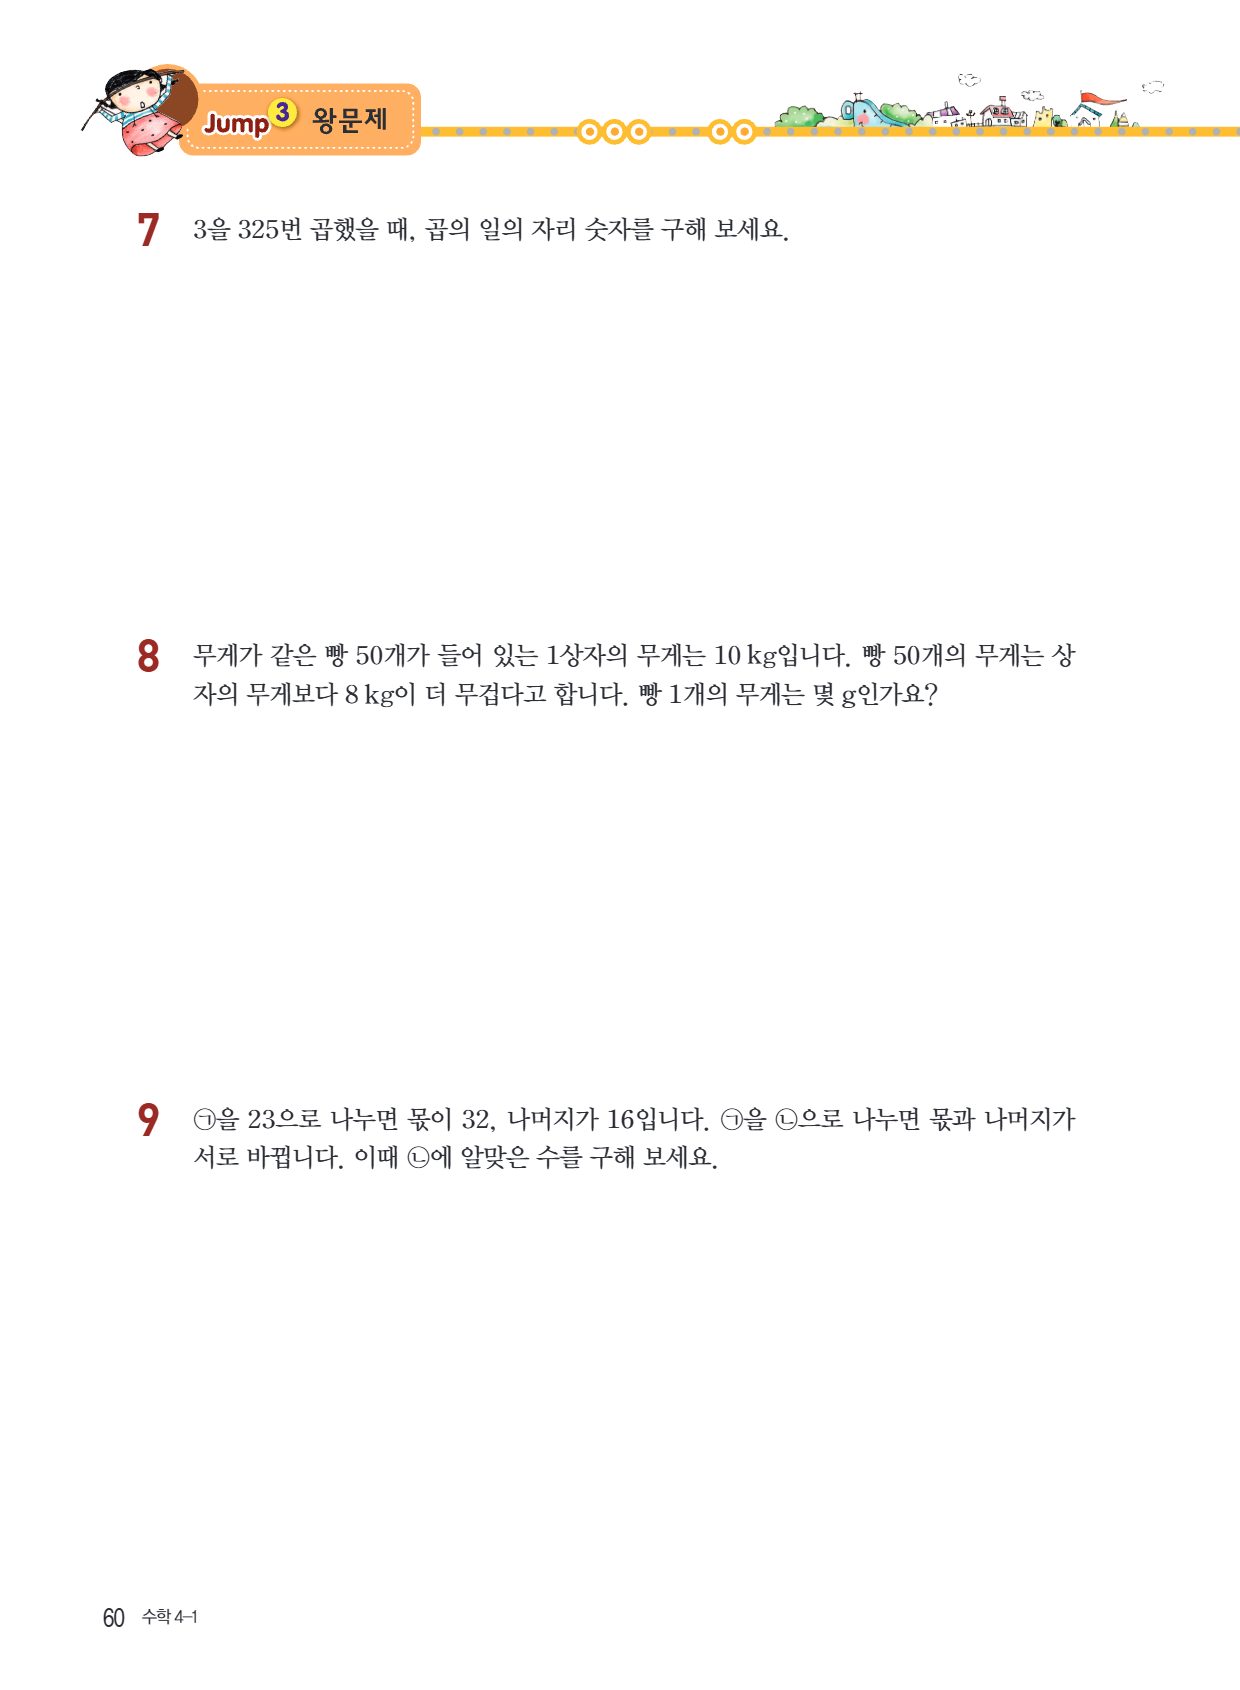 Jump 3 왕문제
7 3을 325번 곱했을 때, 곱의 일의 자리 숫자를 구해 보세요.
8 무게가 같은 빵 50개가 들어 있는 1상자의 무게는 10 kg입니다. 빵 50개의 무게는 상
자의 무게보다 8 kg이 더 무겁다고 합니다. 빵 1개의 무게는 몇 g인가요?
9 ㉠을 23으로 나누면 몫이 32, 나머지가 16입니다. ㉠을 ㉡으로 나누면 몫과 나머지가
서로 바뀝니다. 이때 ㉡에 알맞은 수를 구해 보세요.
60 수학 4-1